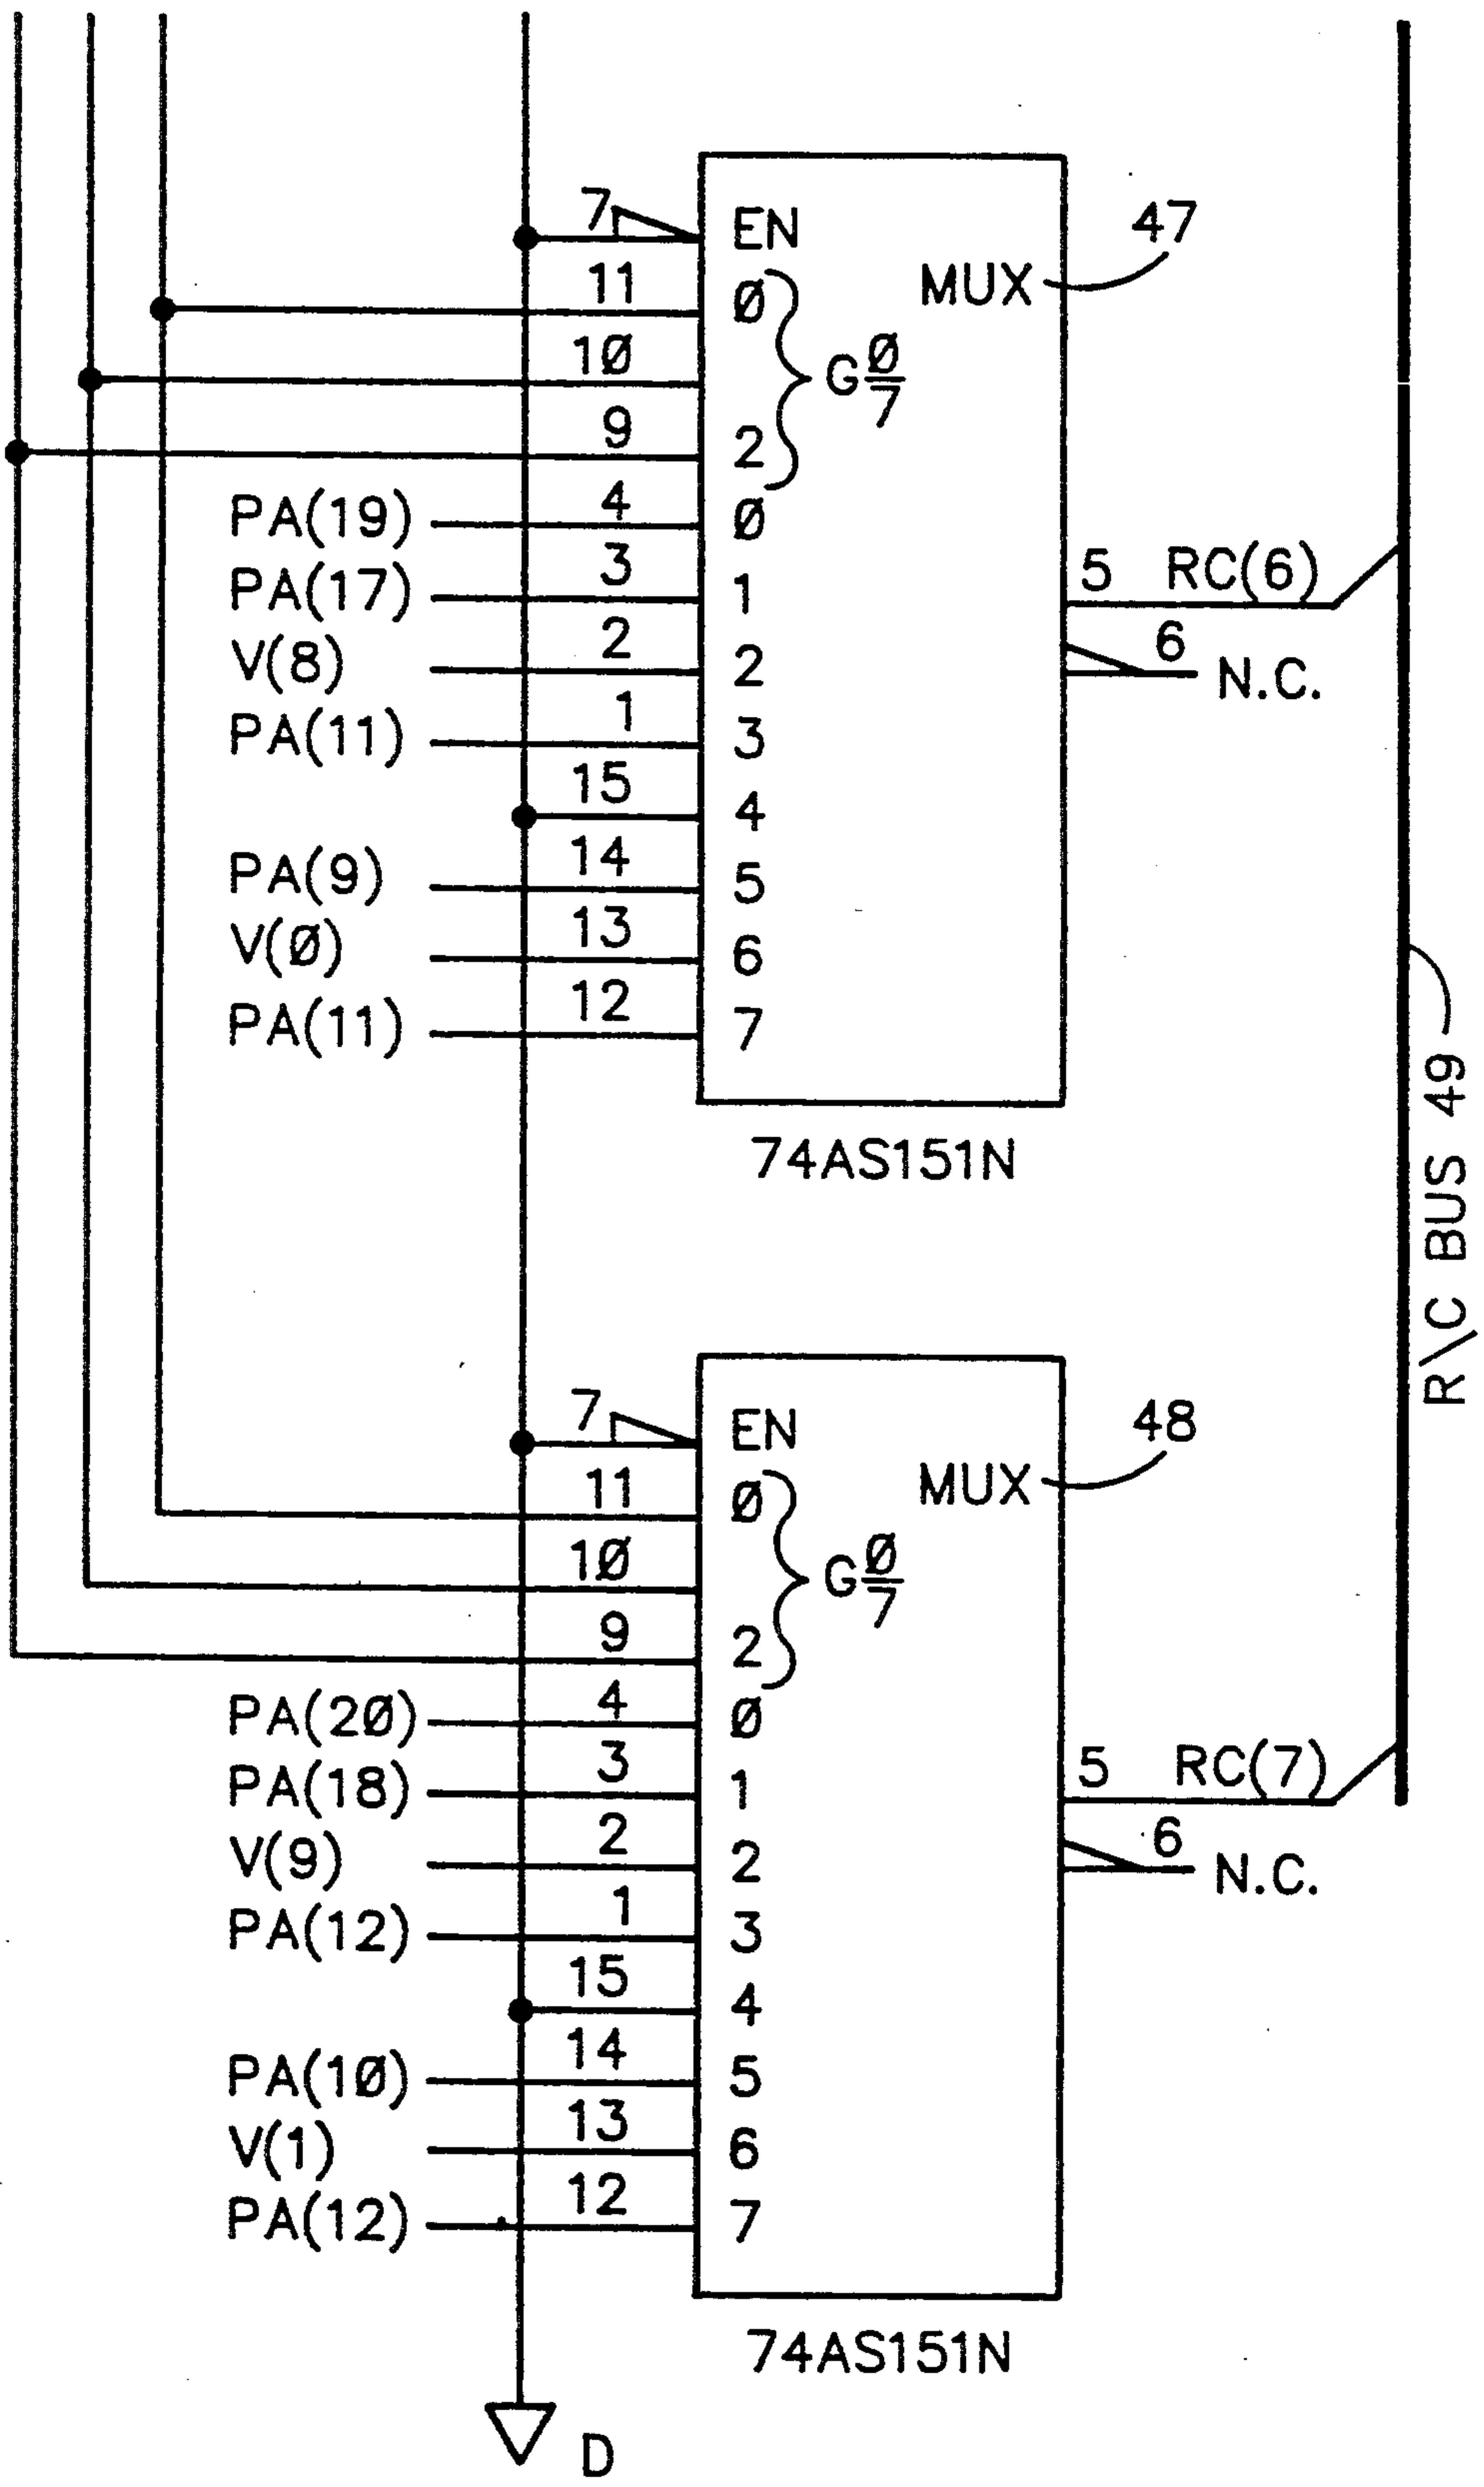 7 EN
47
11 Ø
MUX
10 GØ/7
9 2
PA(19) 4 Ø
PA(17) 3 1
5 RC(6)
V(8) 2 2
6 N.C.
PA(11) 1 3
15 4
PA(9) 14 5
V(Ø) 13 6
PA(11) 12 7
74AS151N
R\C BUS 49
7 EN
48
11 Ø
MUX
1Ø GØ/7
9 2
PA(2Ø) 4 Ø
PA(18) 3 1
5 RC(7)
V(9) 2 2
6 N.C.
PA(12) 1 3
15 4
PA(1Ø) 14 5
V(1) 13 6
PA(12) 12 7
74AS151N
D